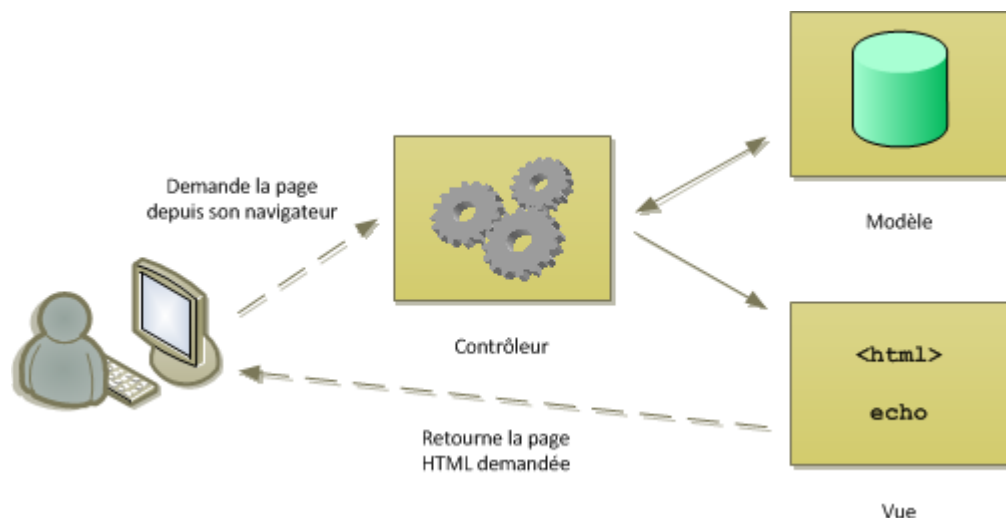 Demande la page
depuis son navigateur
Modèle
Contrôleur
<html>
echo
Retourne la page
HTML demandée
Vue